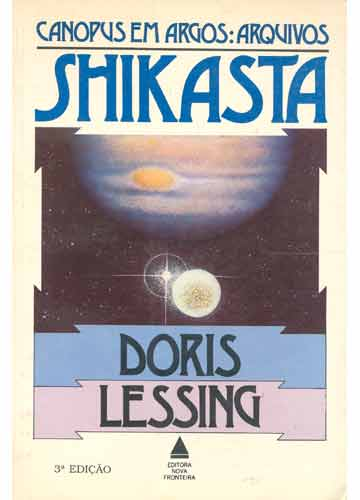 CANOPUS EM ARGOS: ARQUIVOS
SHIKASTA
DORIS
LESSING
3ª EDIÇÃO
EDITORA
NOVA
FRONTEIRA